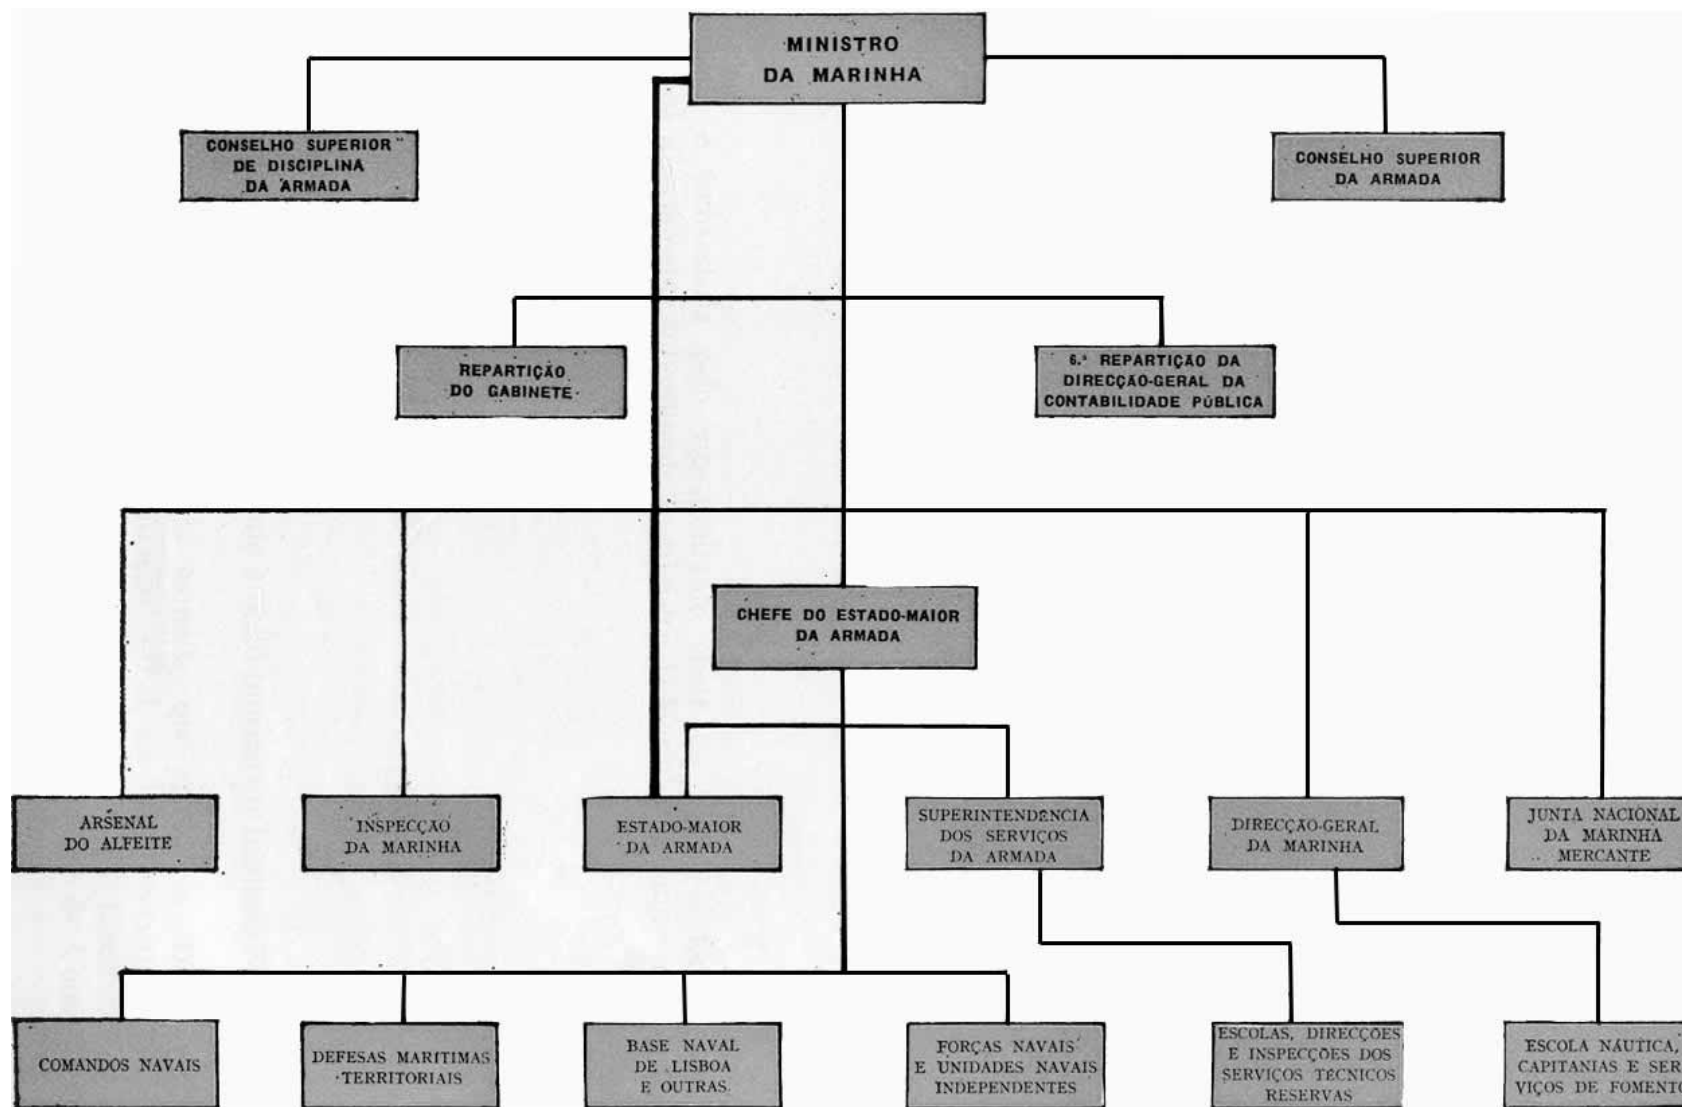 MINISTRO
DA MARINHA
CONSELHO SUPERIOR
DE DISCIPLINA
DA ARMADA
CONSELHO SUPERIOR
DA ARMADA
REPARTIÇÃO
DO GABINETE
6.ª REPARTIÇÃO DA
DIRECÇÃO-GERAL DA
CONTABILIDADE PÚBLICA
CHEFE DO ESTADO-MAIOR
DA ARMADA
ARSENAL
DO ALFEITE
INSPECÇÃO
DA MARINHA
ESTADO-MAIOR
DA ARMADA
SUPERINTENDÊNCIA
DOS SERVIÇOS
DA ARMADA
DIRECÇÃO-GERAL
DA MARINHA
JUNTA NACIONAL
DA MARINHA
MERCANTE
COMANDOS NAVAIS
DEFESAS MARÍTIMAS
TERRITORIAIS
BASE NAVAL
DE LISBOA
E OUTRAS
FORÇAS NAVAIS
E UNIDADES NAVAIS
INDEPENDENTES
ESCOLAS, DIRECÇÕES
E INSPECÇÕES DOS
SERVIÇOS TÉCNICOS
RESERVAS
ESCOLA NÁUTICA,
CAPITANIAS E SER
VIÇOS DE FOMENTO